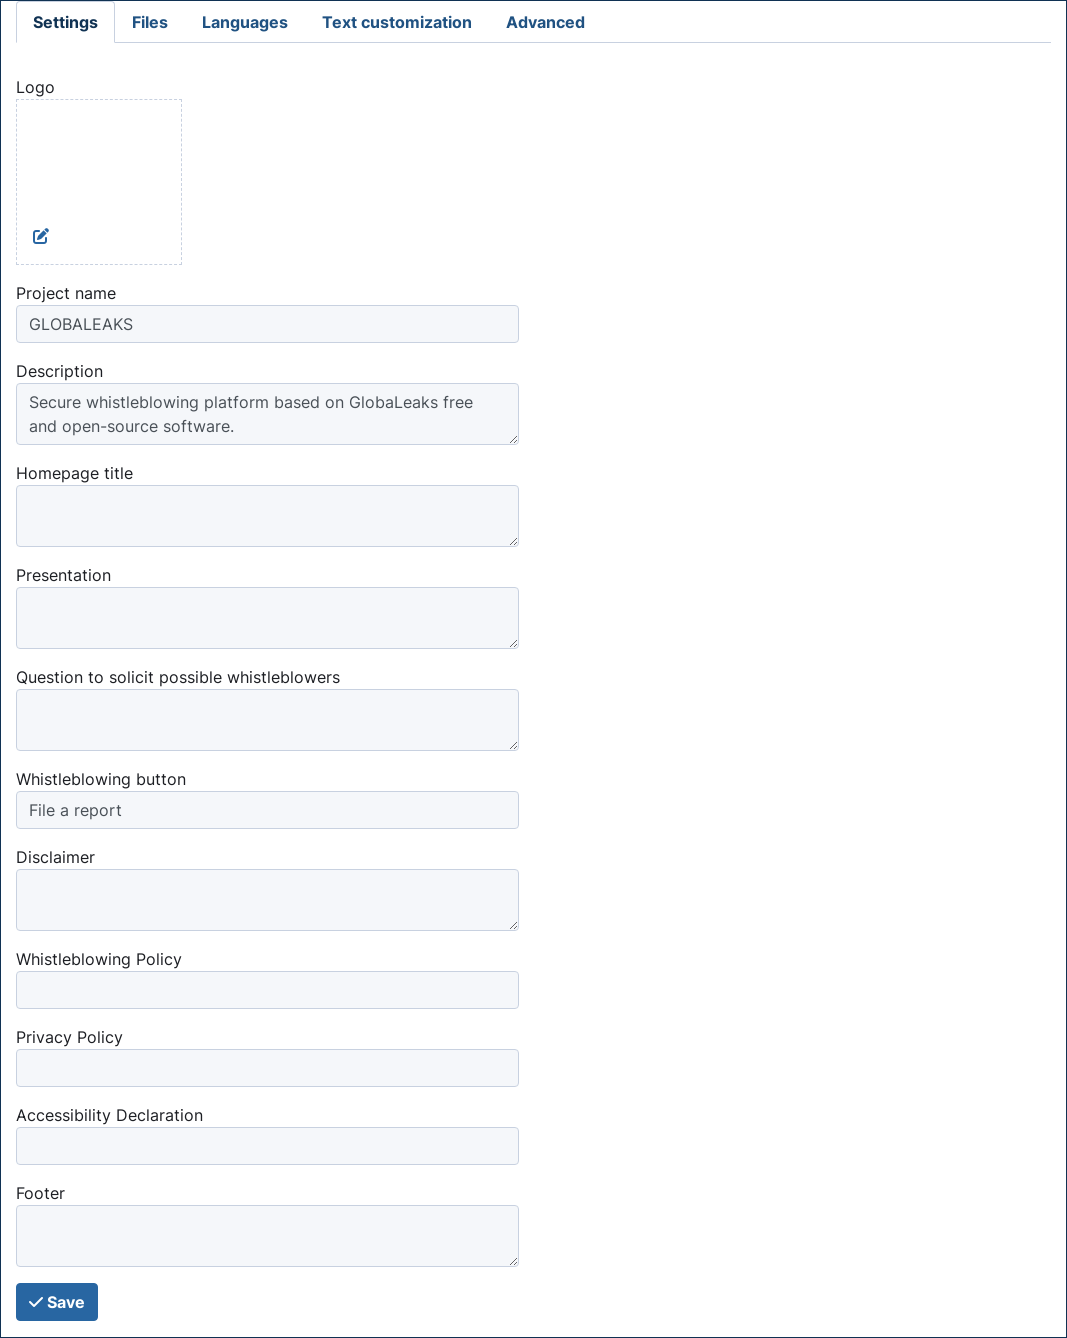 Settings Files Languages Text customization Advanced
Logo
Project name
GLOBALEAKS
Description
Secure whistleblowing platform based on GlobaLeaks free
and open-source software.
Homepage title
Presentation
Question to solicit possible whistleblowers
Whistleblowing button
File a report
Disclaimer
Whistleblowing Policy
Privacy Policy
Accessibility Declaration
Footer
Save